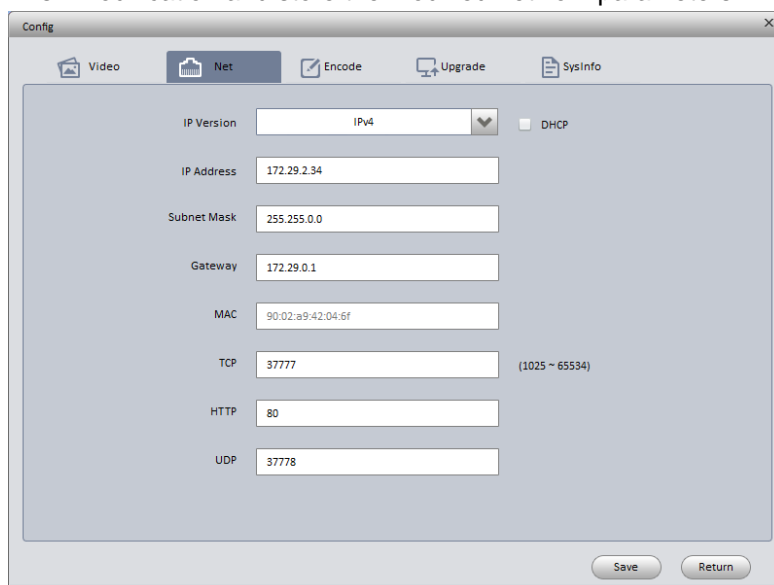 Config
Video Net Encode Upgrade SysInfo
IP Version IPv4 DHCP
IP Address 172.29.2.34
Subnet Mask 255.255.0.0
Gateway 172.29.0.1
MAC 90:02:a9:42:04:6f
TCP 37777 (1025 ~ 65534)
HTTP 80
UDP 37778
Save Return